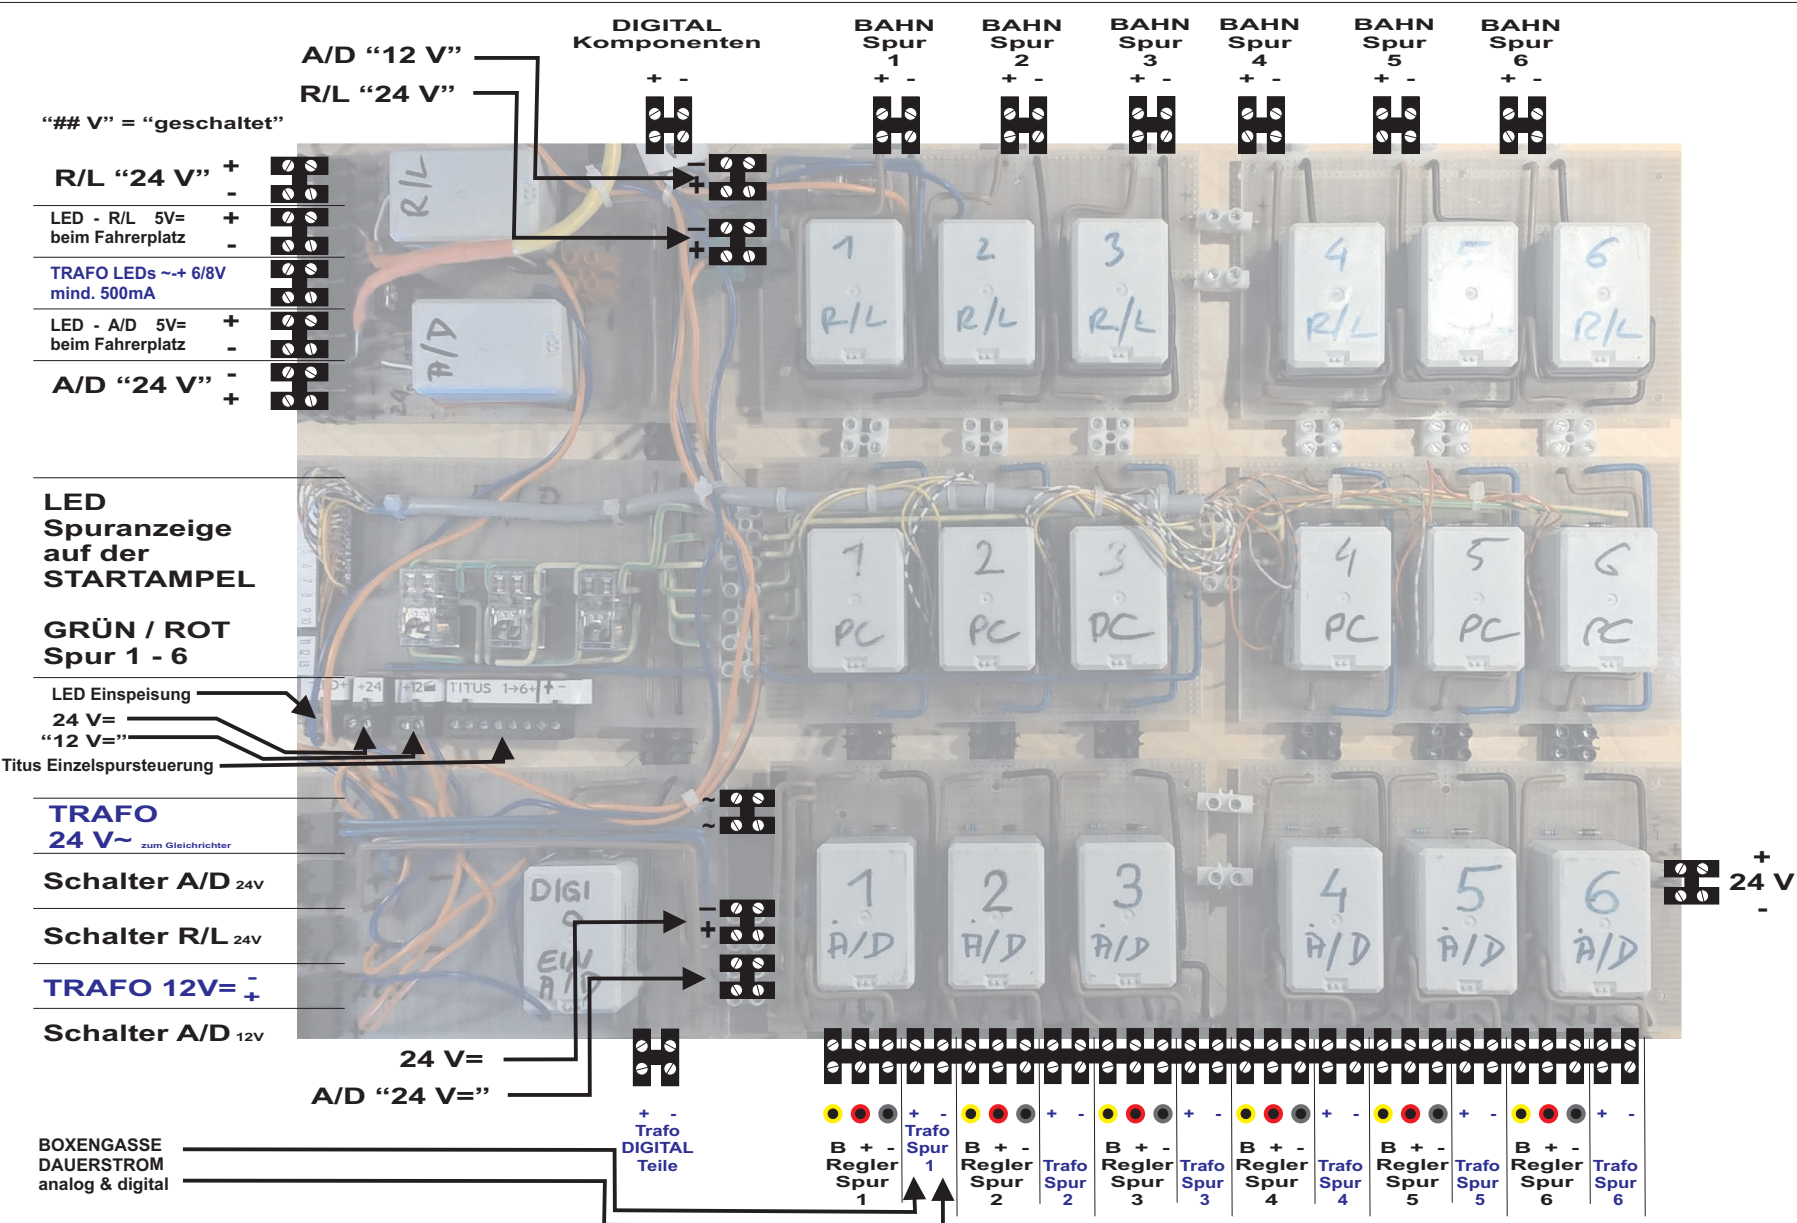 DIGITAL
Komponenten
+ -
BAHN
Spur
1
+ -
BAHN
Spur
2
+ -
BAHN
Spur
3
+ -
BAHN
Spur
4
+ -
BAHN
Spur
5
+ -
BAHN
Spur
6
+ -
A/D “12 V”
R/L “24 V”
“## V” = “geschaltet”
R/L “24 V” + -
LED - R/L 5V= +
beim Fahrerplatz -
TRAFO LEDs ~-+ 6/8V
mind. 500mA
LED - A/D 5V= +
beim Fahrerplatz -
A/D “24 V” - +
- +
- +
R/L
A/D
24
1
R/L
2
R/L
3
R/L
4
R/L
6
R/L
LED
Spuranzeige
auf der
STARTAMPEL
GRÜN / ROT
Spur 1 - 6
LED Einspeisung
24 V=
“12 V=”
Titus Einzelspursteuerung
+24
+12
TITUS 1→6+
+ -
1
PC
2
PC
3
PC
4
PC
5
PC
6
PC
TRAFO
24 V~ zum Gleichrichter
Schalter A/D 24V
Schalter R/L 24V
TRAFO 12V= - +
Schalter A/D 12V
~
~
- +
DIGI
EIN
A/D
1
A/D
2
A/D
3
A/D
4
A/D
5
A/D
6
A/D
+
24 V
-
24 V=
A/D “24 V=”
BOXENGASSE
DAUERSTROM
analog & digital
+ -
Trafo
DIGITAL
Teile
B + -
Regler
Spur
1
+ -
Trafo
Spur
1
B + -
Regler
Spur
2
+ -
Trafo
Spur
2
B + -
Regler
Spur
3
+ -
Trafo
Spur
3
B + -
Regler
Spur
4
+ -
Trafo
Spur
4
B + -
Regler
Spur
5
+ -
Trafo
Spur
5
B + -
Regler
Spur
6
+ -
Trafo
Spur
6